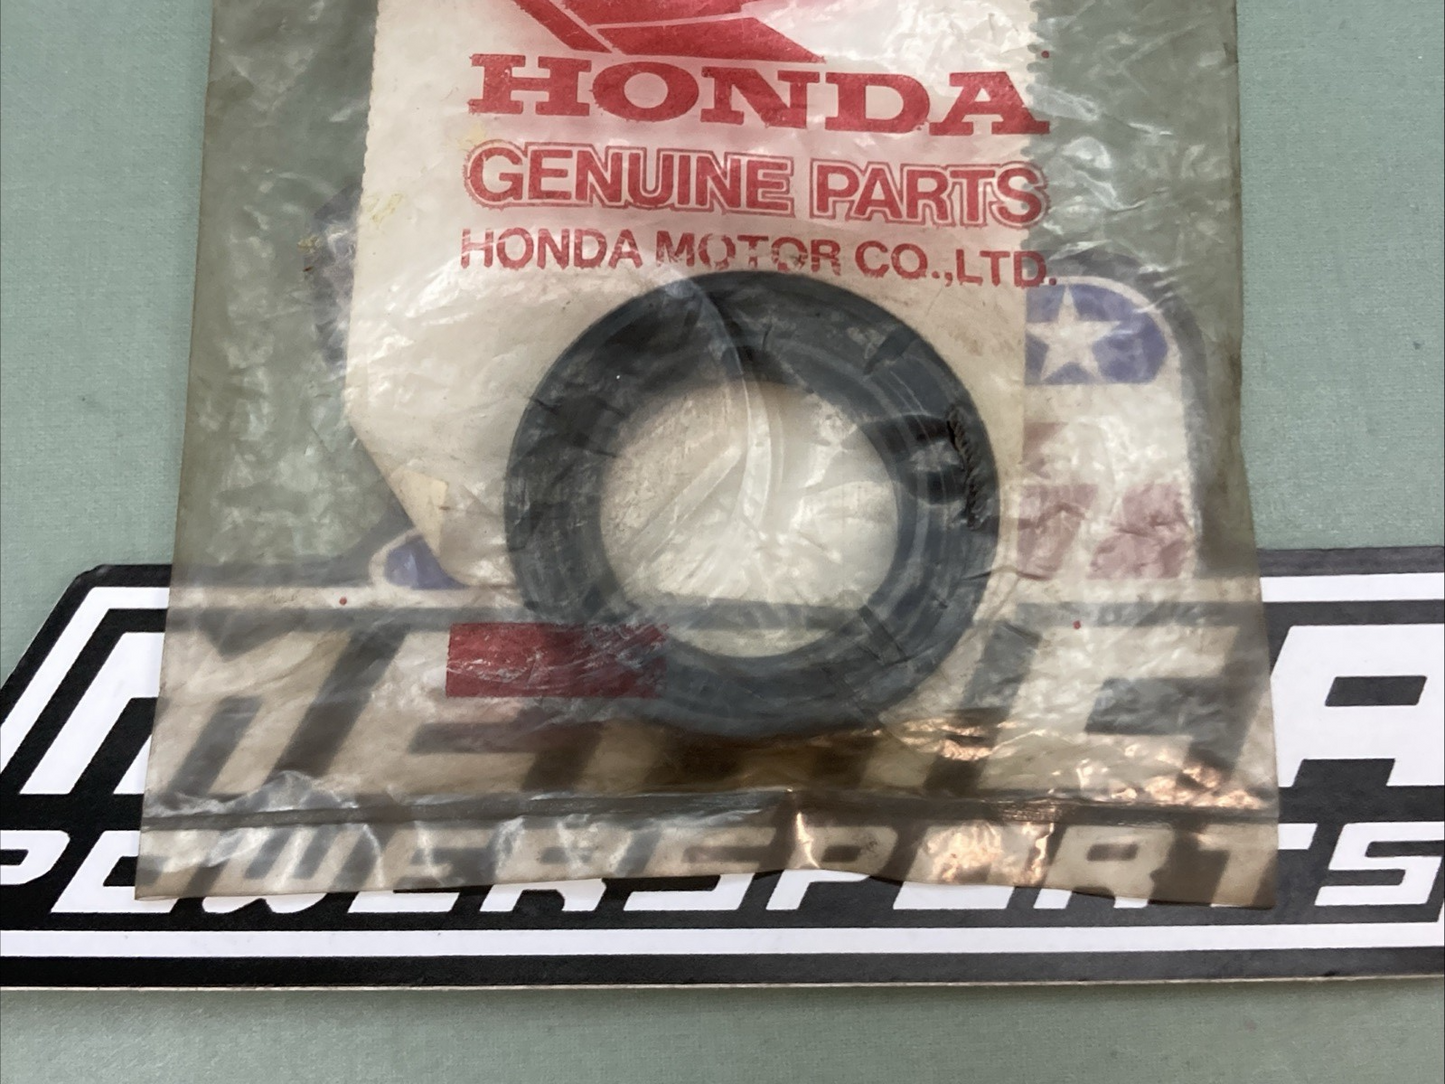 HONDA
GENUINE PARTS
HONDA MOTOR CO.,LTD.
POWERSPORTS